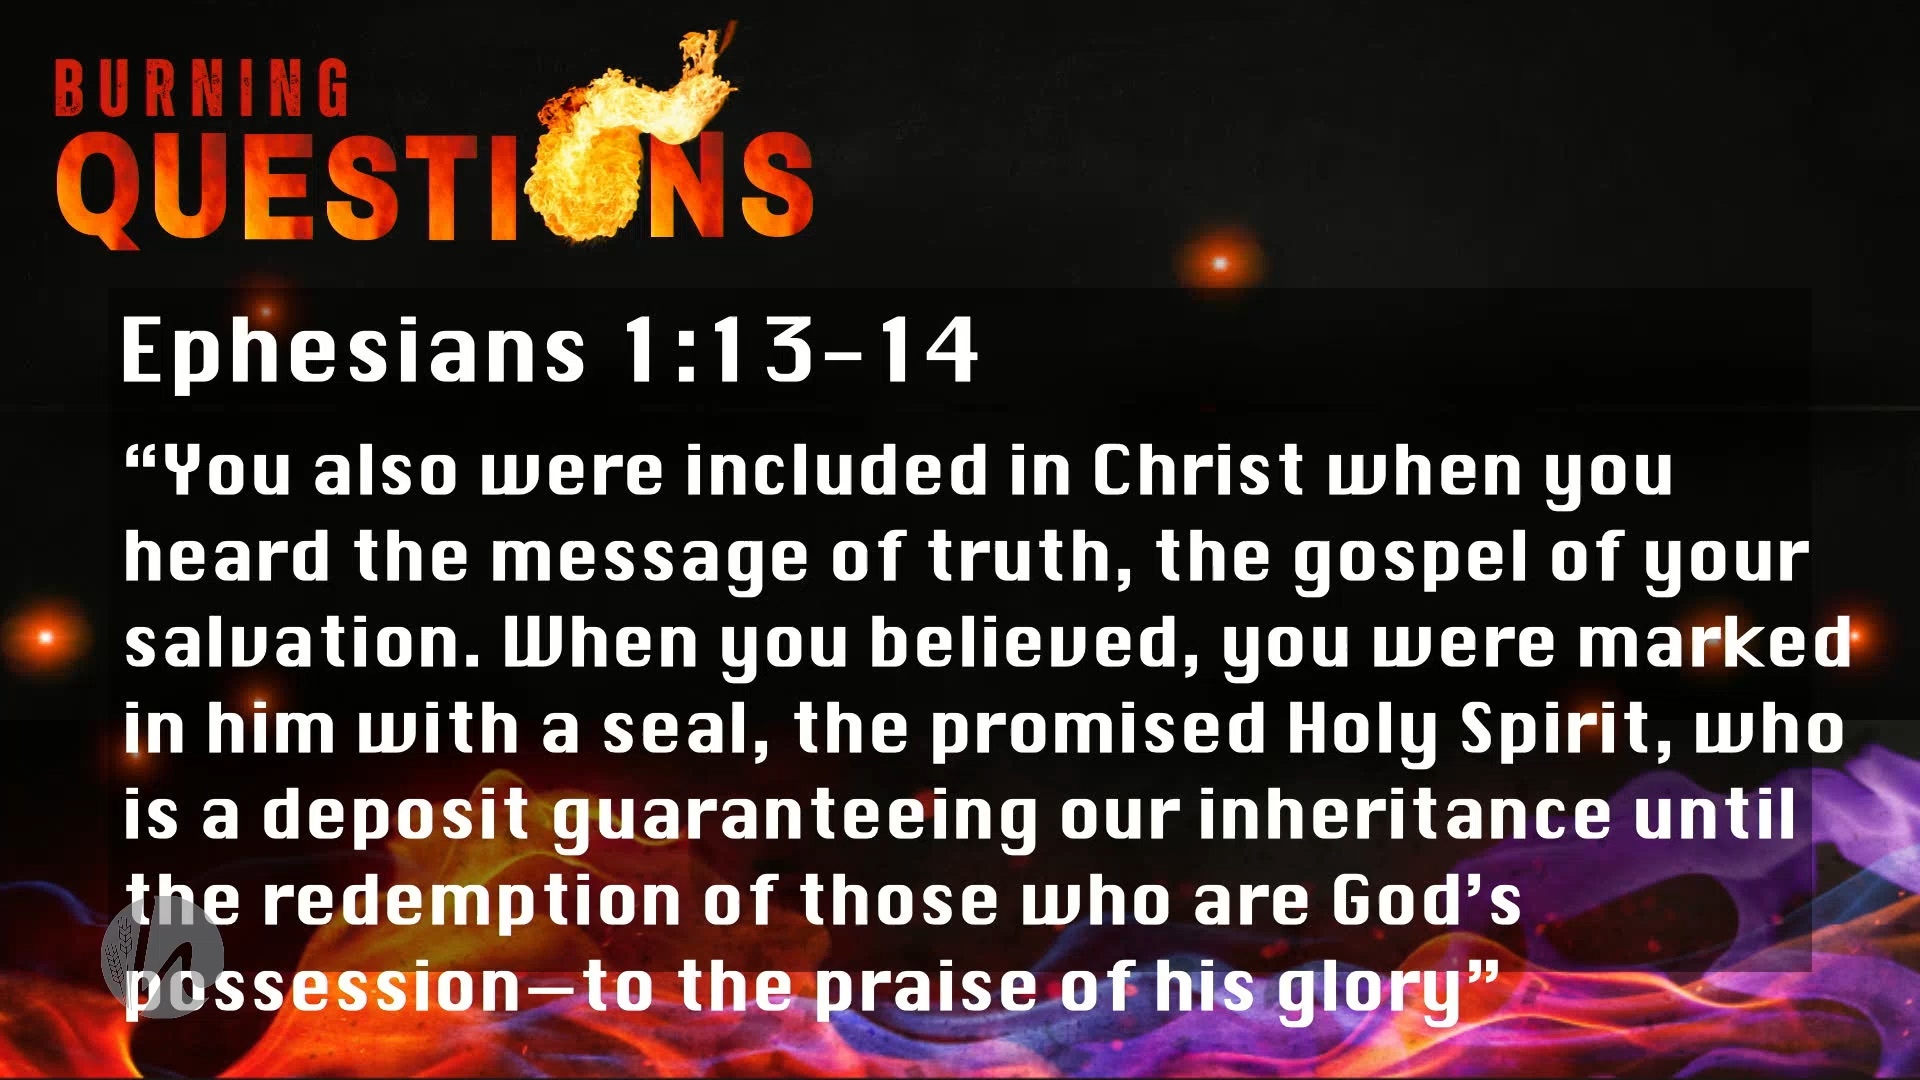 BURNING
QUESTIONS
Ephesians 1:13-14
“You also were included in Christ when you
heard the message of truth, the gospel of your
salvation. When you believed, you were marked
in him with a seal, the promised Holy Spirit, who
is a deposit guaranteeing our inheritance until
the redemption of those who are God’s
possession—to the praise of his glory”
h